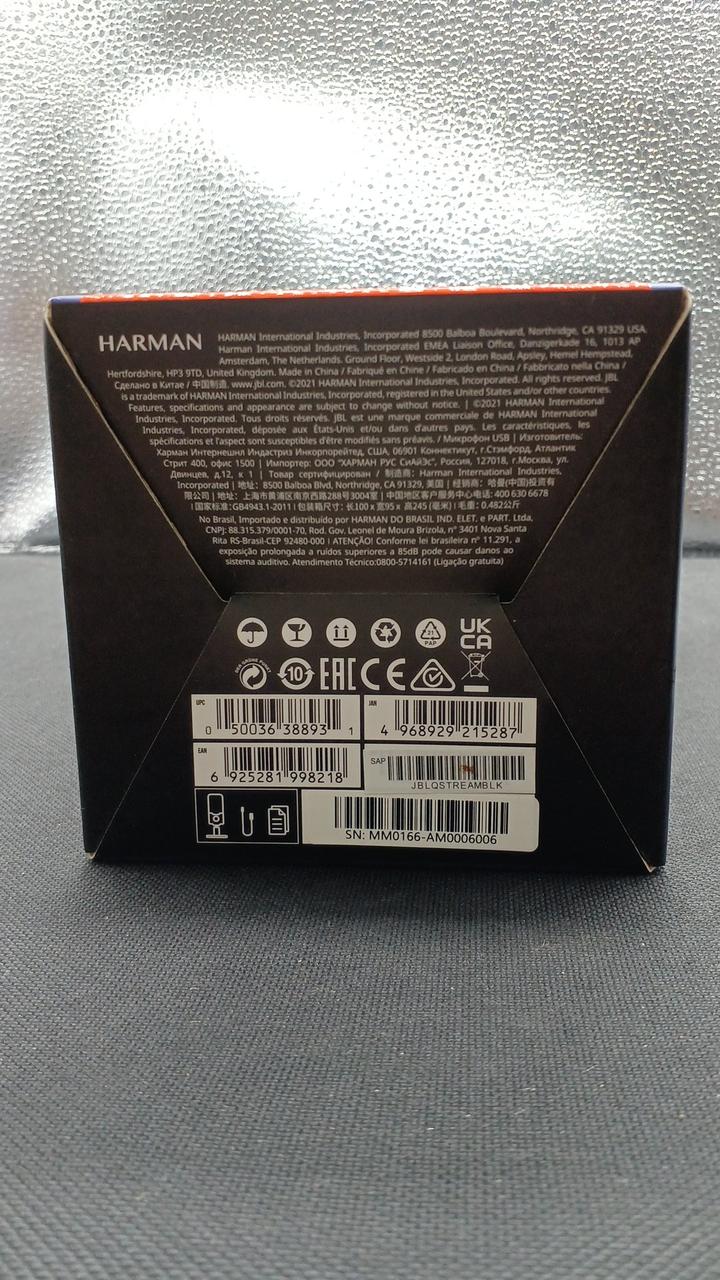 HARMAN
HARMAN International Industries, Incorporated 8500 Balboa Boulevard, Northridge, CA 91329 USA.
Harman International Industries, Incorporated EMEA Liaison Office, Danzigerkade 16, 1013 AP
Amsterdam, The Netherlands. Ground Floor, Westside 2, London Road, Apsley, Hemel Hempstead,
Hertfordshire, HP3 9TD, United Kingdom. Made in China / Fabriqué en Chine / Fabricado en China / Fabbricato nella China /
Сделано в Китае / 中国制造, www.jbl.com. ©2021 HARMAN International Industries, Incorporated. All rights reserved. JBL
is a trademark of HARMAN International Industries, Incorporated, registered in the United States and/or other countries.
Features, specifications and appearance are subject to change without notice. | ©2021 HARMAN International
Industries, Incorporated. Tous droits réservés. JBL est une marque commerciale de HARMAN International
Industries, Incorporated, déposée aux États-Unis et/ou dans d'autres pays. Les caractéristiques, les
spécifications et l'aspect sont susceptibles d'être modifiés sans préavis. / Микрофон USB | Изготовитель:
Харман Интернешнл Индастриз Инкорпорейтед, США, 06901 Коннектикут, г.Стэмфорд, Атлантик
Стрит 400, офис 1500 | Импортер: ООО "ХАРМАН РУС СиАйЭс", Россия, 127018, г.Москва, ул.
Двинцев, д.12, к 1 | Товар сертифицирован / 制造商: Harman International Industries,
Incorporated | 地址: 8500 Balboa Blvd, Northridge, CA 91329, 美国 | 经销商: 哈曼(中国)投资有
限公司 | 地址: 上海市黄浦区南京西路288号3004室 | 中国地区客户服务中心电话: 400 630 6678
| 国家标准:GB4943.1-2011 | 包装箱尺寸: 长100 x 宽95 x 高245 (毫米) | 毛重: 0.482公斤
No Brasil, Importado e distribuído por HARMAN DO BRASIL IND. ELET. e PART. Ltda,
CNPJ: 88.315.379/0001-70, Rod. Gov. Leonel de Moura Brizola, n° 3401 Nova Santa
Rita RS-Brasil-CEP 92480-000 | ATENÇÃO! Conforme lei brasileira n° 11.291, a
exposição prolongada a ruídos superiores a 85dB pode causar danos ao
sistema auditivo. Atendimento Técnico:0800-5714161 (Ligação gratuita)
21
PAP
UK
CA
DER GRÜNE PUNKT
10
EAC
CE
UPC
0 50036 38893 1
JAN
4 968929 215287
EAN
6 925281 998218
SAP
JBLQSTREAMBLK
SN: MM0166-AM0006006